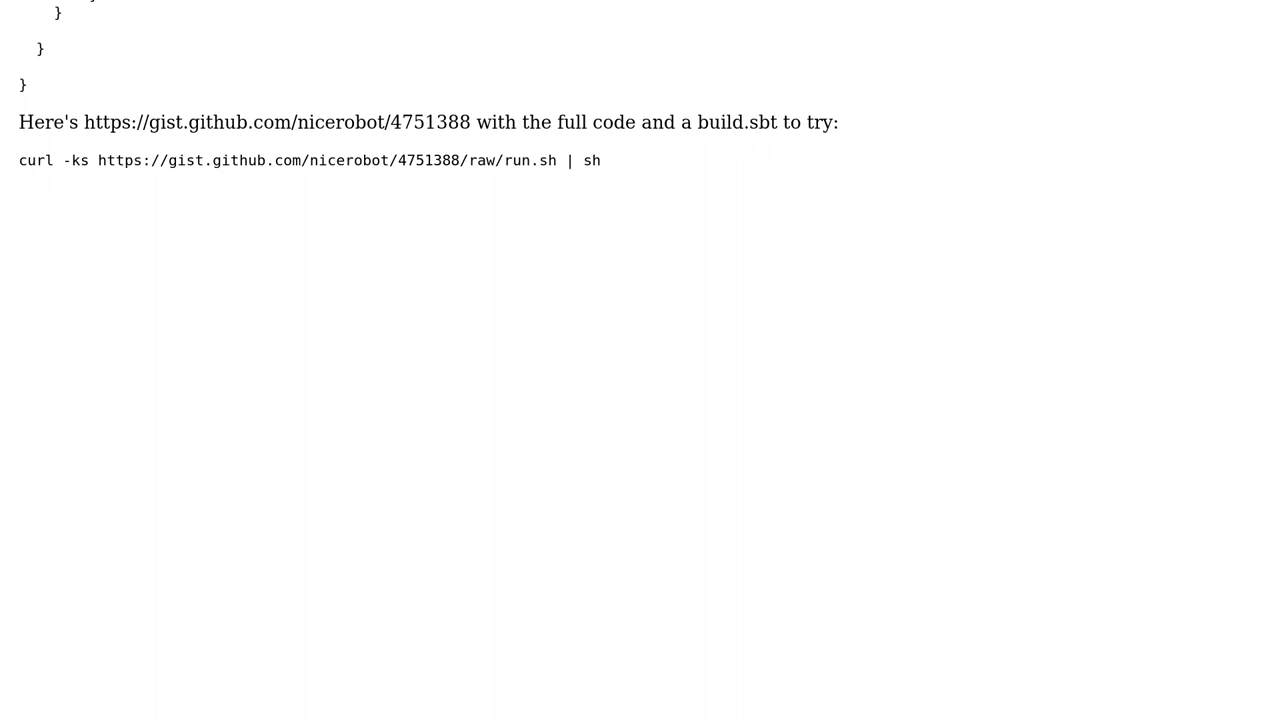 }
}
}
Here's https://gist.github.com/nicerobot/4751388 with the full code and a build.sbt to try:
curl -ks https://gist.github.com/nicerobot/4751388/raw/run.sh | sh